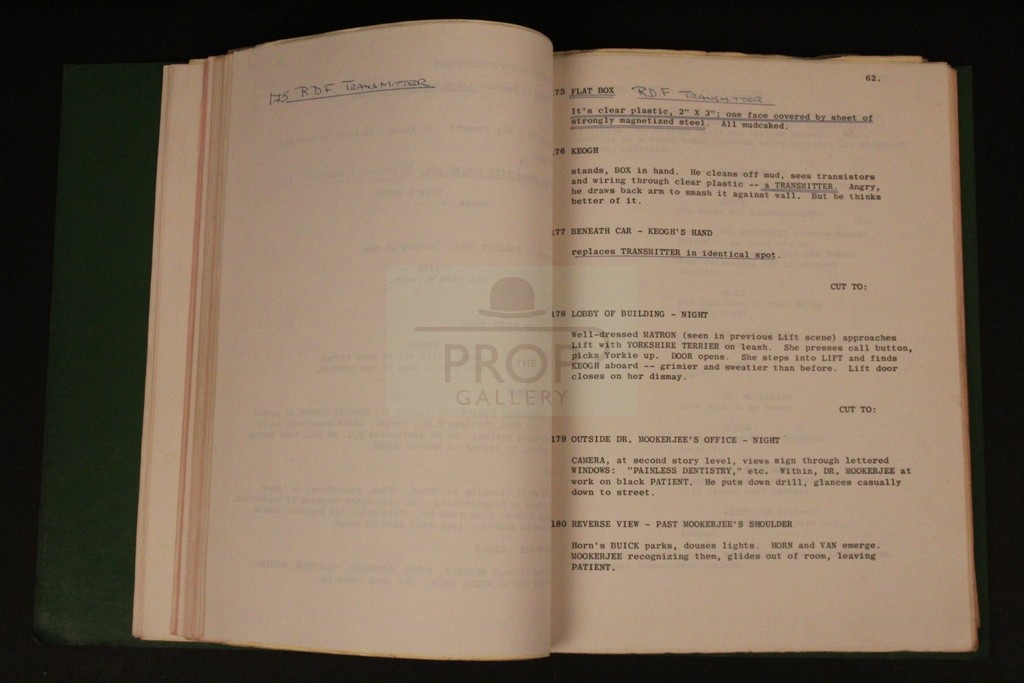 175 R.D.F TRANSMITTER
62.
75 FLAT BOX R.D.F TRANSMITTER
It's clear plastic, 2" X 3"; one face covered by sheet of
strongly magnetized steel. All mudcaked.
76 KEOGH
stands, BOX in hand. He cleans off mud, sees transistors
and wiring through clear plastic -- a TRANSMITTER. Angry,
he draws back arm to smash it against wall. But he thinks
better of it.
177 BENEATH CAR - KEOGH'S HAND
replaces TRANSMITTER in identical spot.
CUT TO:
178 LOBBY OF BUILDING - NIGHT
Well-dressed MATRON (seen in previous Lift scene) approaches
Lift with YORKSHIRE TERRIER on leash. She presses call button,
picks Yorkie up. DOOR opens. She steps into LIFT and finds
KEOGH aboard -- grimier and sweatier than before. Lift door
closes on her dismay.
CUT TO:
179 OUTSIDE DR. MOOKERJEE'S OFFICE - NIGHT
CAMERA, at second story level, views sign through lettered
WINDOWS: "PAINLESS DENTISTRY," etc. Within, DR. MOOKERJEE at
work on black PATIENT. He puts down drill, glances casually
down to street.
180 REVERSE VIEW - PAST MOOKERJEE'S SHOULDER
Horn's BUICK parks, douses lights. HORN and VAN emerge.
MOOKERJEE recognizing them, glides out of room, leaving
PATIENT.
THE
PROP
GALLERY